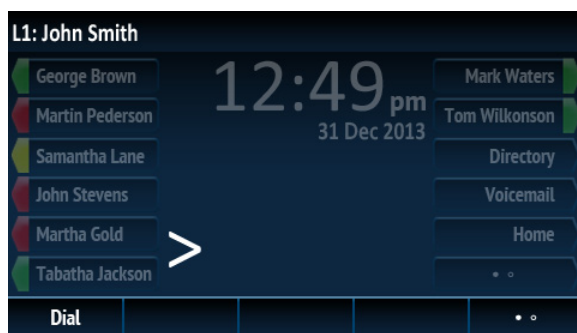 L1: John Smith
12:49 pm
31 Dec 2013
George Brown
Martin Pederson
Samantha Lane
John Stevens
Martha Gold
Tabatha Jackson
Mark Waters
Tom Wilkonson
Directory
Voicemail
Home
>
Dial